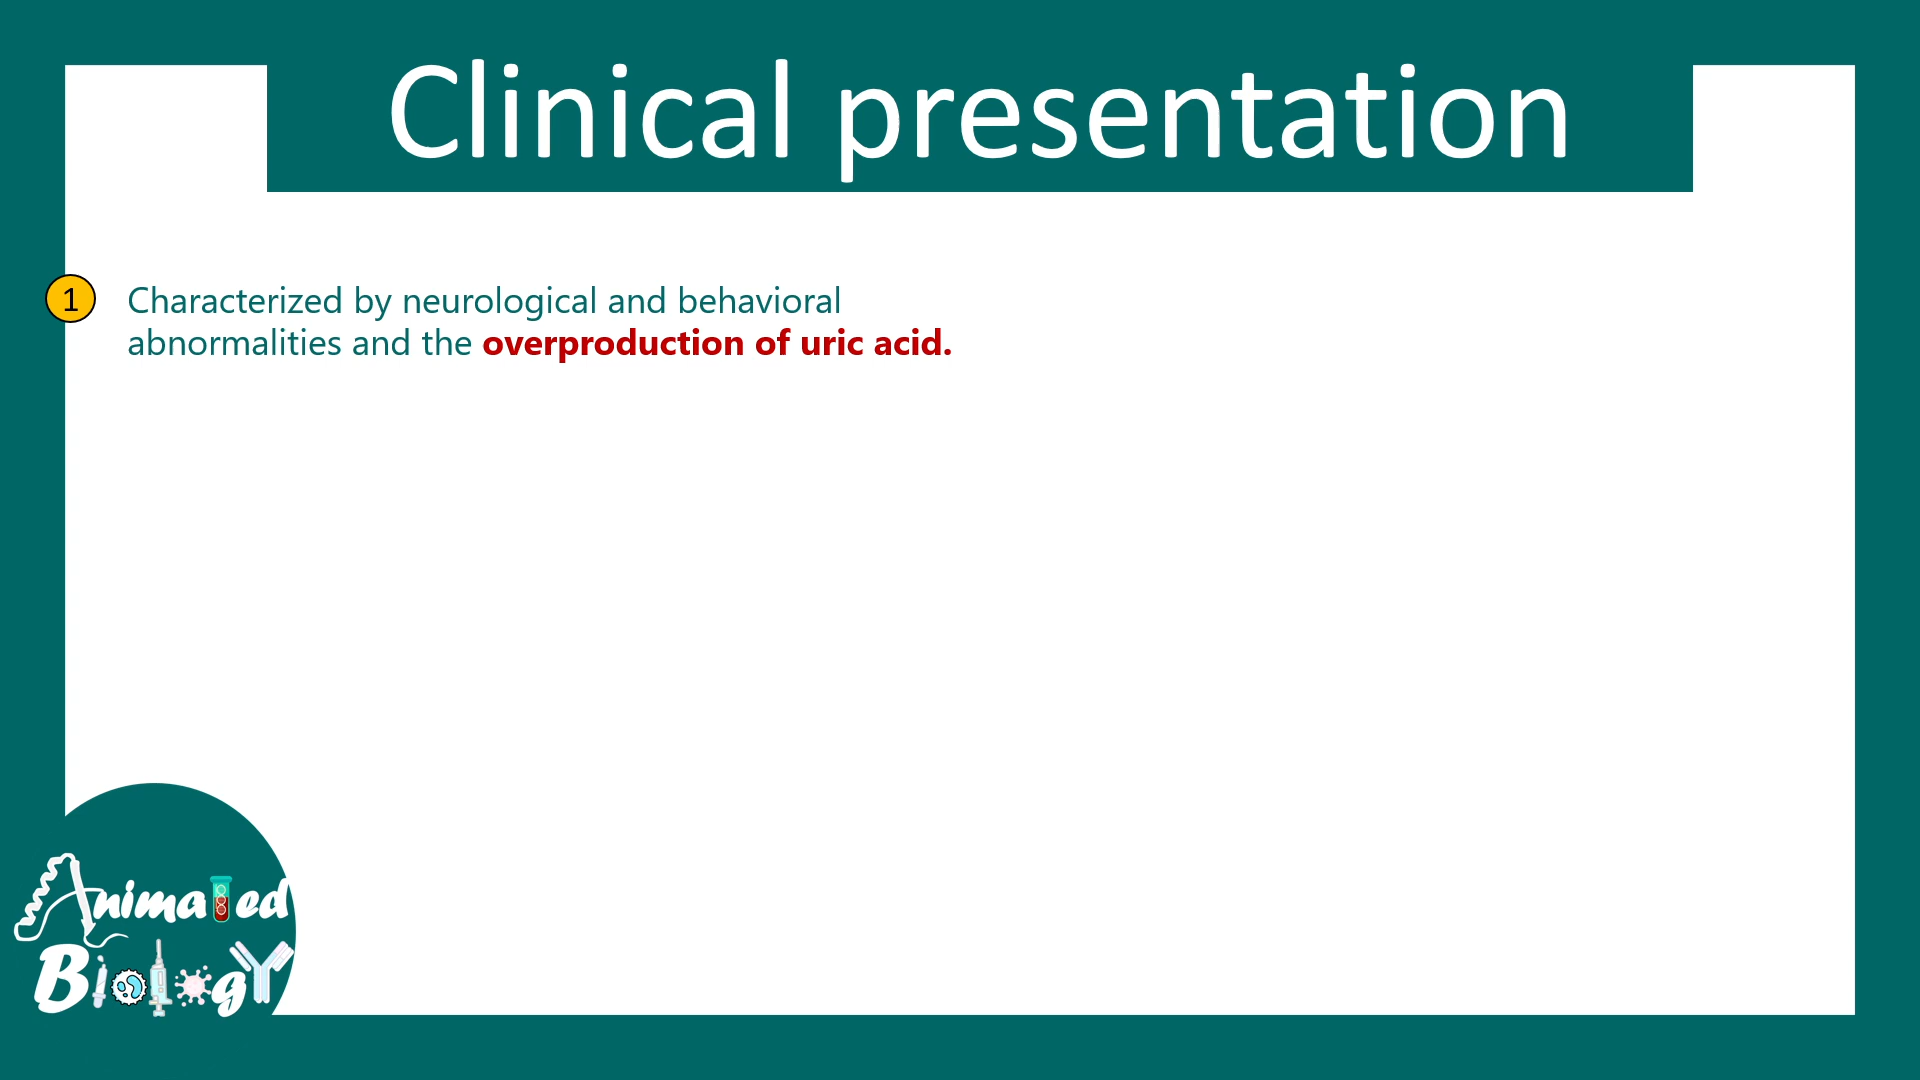 Clinical presentation
1
Characterized by neurological and behavioral
abnormalities and the overproduction of uric acid.
Animated
Biology